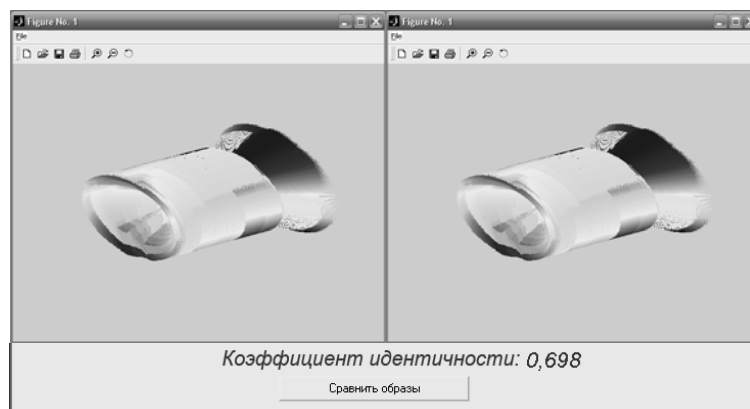 Figure No. 1
File
Figure No. 1
File
Коэффициент идентичности: 0,698
Сравнить образы